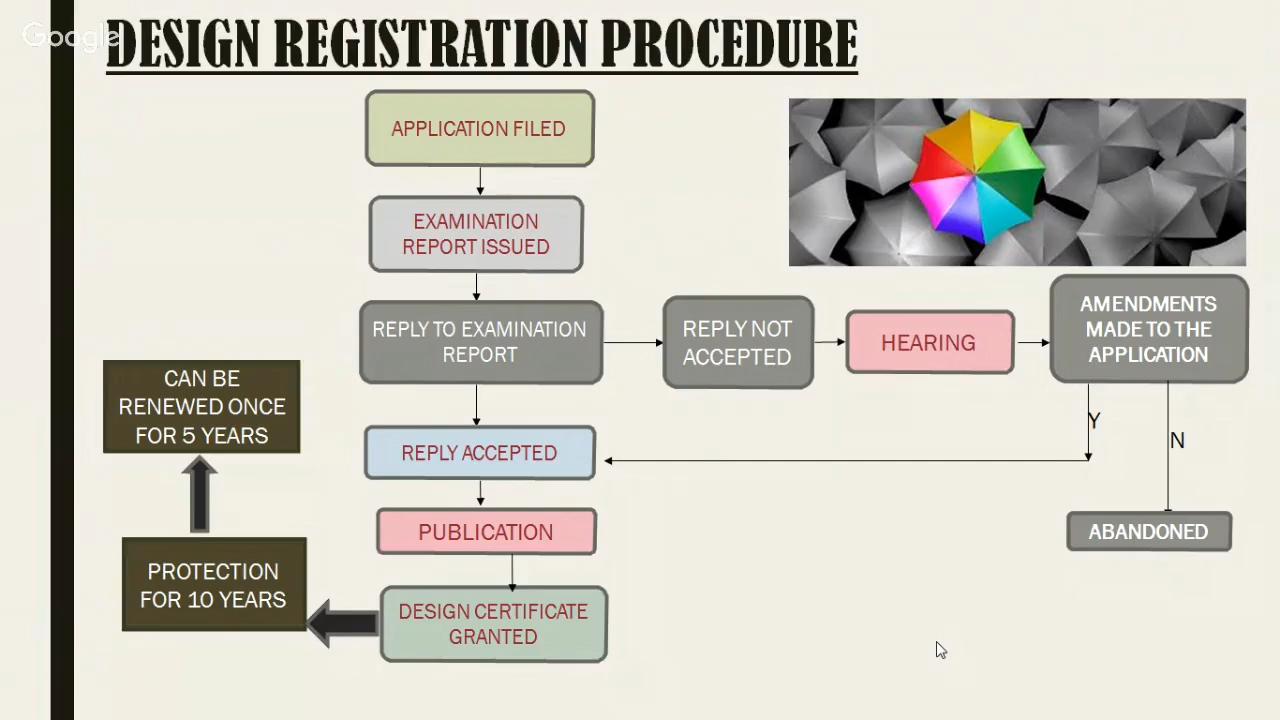 Google
DESIGN REGISTRATION PROCEDURE
APPLICATION FILED
EXAMINATION
REPORT ISSUED
REPLY TO EXAMINATION
REPORT
REPLY NOT
ACCEPTED
HEARING
AMENDMENTS
MADE TO THE
APPLICATION
Y
N
ABANDONED
REPLY ACCEPTED
PUBLICATION
DESIGN CERTIFICATE
GRANTED
PROTECTION
FOR 10 YEARS
CAN BE
RENEWED ONCE
FOR 5 YEARS